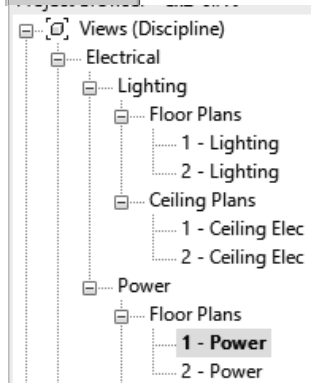 Views (Discipline)
Electrical
Lighting
Floor Plans
1 - Lighting
2 - Lighting
Ceiling Plans
1 - Ceiling Elec
2 - Ceiling Elec
Power
Floor Plans
1 - Power
2 - Power